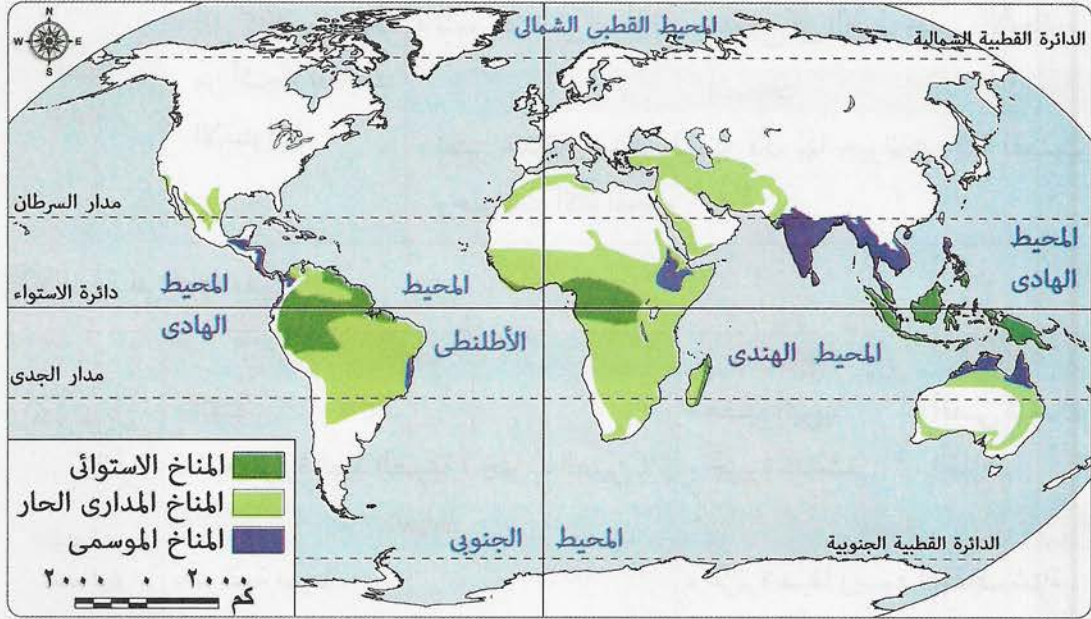 N
W E
S
المحيط القطبى الشمالى
الدائرة القطبية الشمالية
مدار السرطان
المحيط
الهادى
دائرة الاستواء
المحيط
الهادى
المحيط
الأطلنطى
المحيط الهندى
مدار الجدى
المناخ الاستوائى
المناخ المدارى الحار
المناخ الموسمى
٢٠٠٠ ٠ ٢٠٠٠ كم
المحيط الجنوبى
الدائرة القطبية الجنوبية